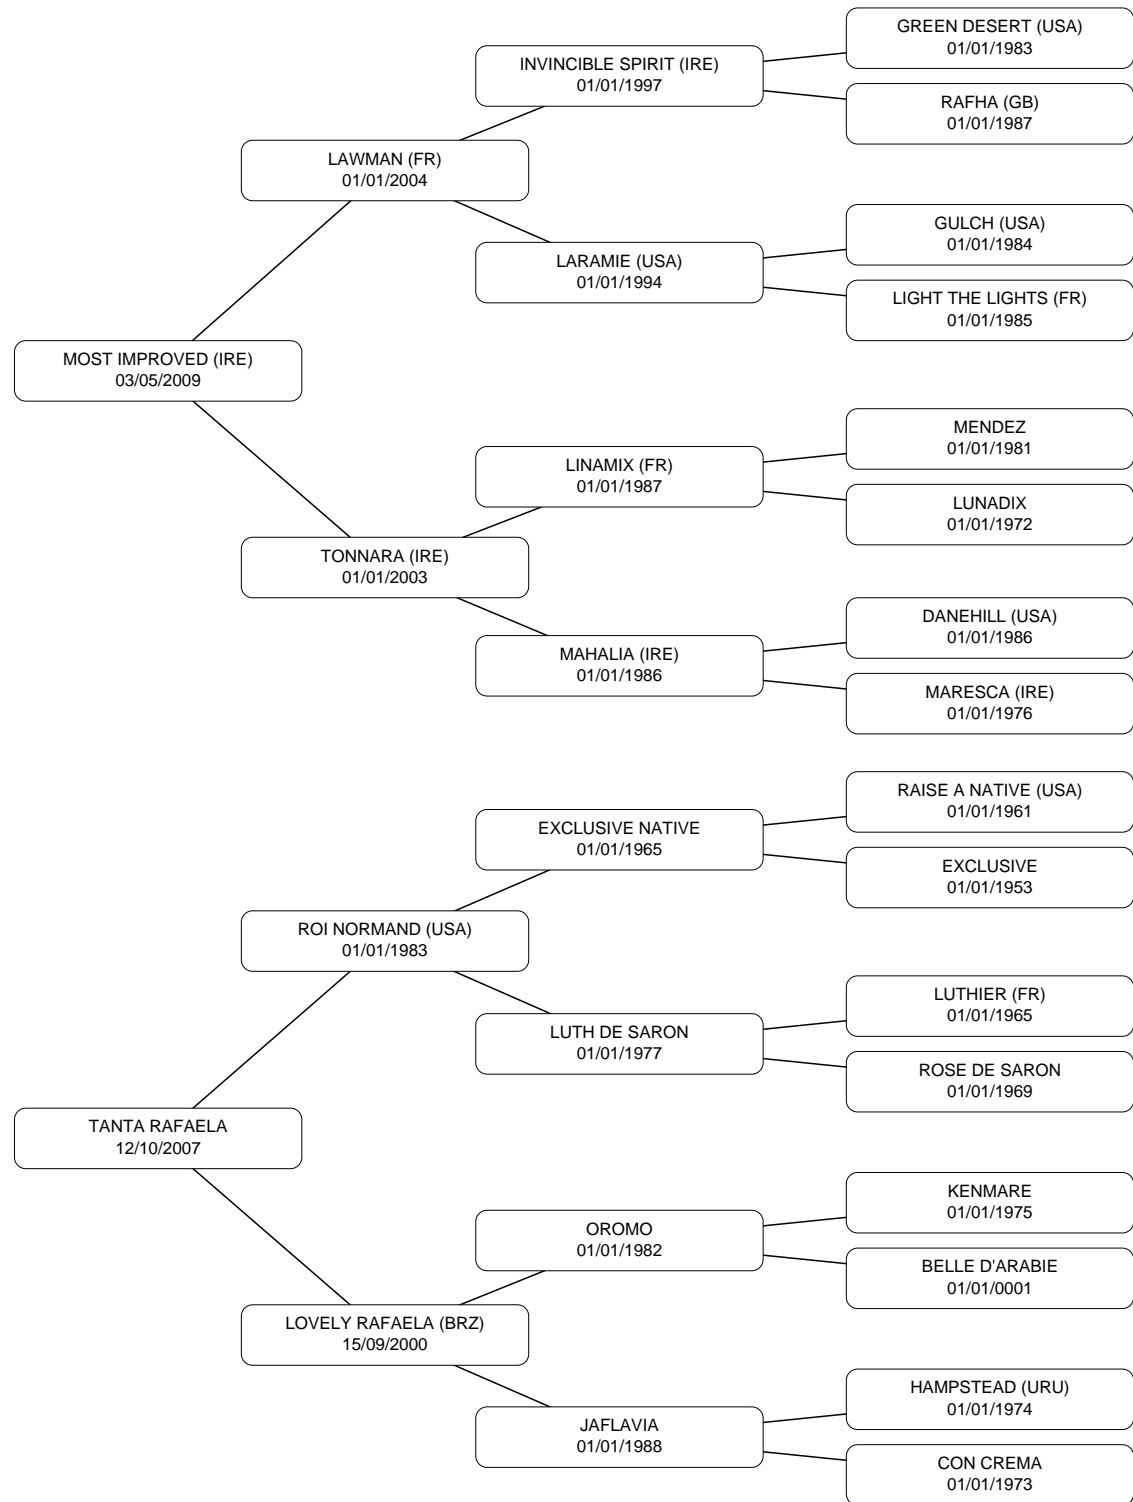 GREEN DESERT (USA)
01/01/1983
INVINCIBLE SPIRIT (IRE)
01/01/1997
RAFHA (GB)
01/01/1987
LAWMAN (FR)
01/01/2004
GULCH (USA)
01/01/1984
LARAMIE (USA)
01/01/1994
LIGHT THE LIGHTS (FR)
01/01/1985
MOST IMPROVED (IRE)
03/05/2009
MENDEZ
01/01/1981
LINAMIX (FR)
01/01/1987
LUNADIX
01/01/1972
TONNARA (IRE)
01/01/2003
DANEHILL (USA)
01/01/1986
MAHALIA (IRE)
01/01/1986
MARESCA (IRE)
01/01/1976
RAISE A NATIVE (USA)
01/01/1961
EXCLUSIVE NATIVE
01/01/1965
EXCLUSIVE
01/01/1953
ROI NORMAND (USA)
01/01/1983
LUTHIER (FR)
01/01/1965
LUTH DE SARON
01/01/1977
ROSE DE SARON
01/01/1969
TANTA RAFAELA
12/10/2007
KENMARE
01/01/1975
OROMO
01/01/1982
BELLE D'ARABIE
01/01/0001
LOVELY RAFAELA (BRZ)
15/09/2000
HAMPSTEAD (URU)
01/01/1974
JAFLAVIA
01/01/1988
CON CREMA
01/01/1973